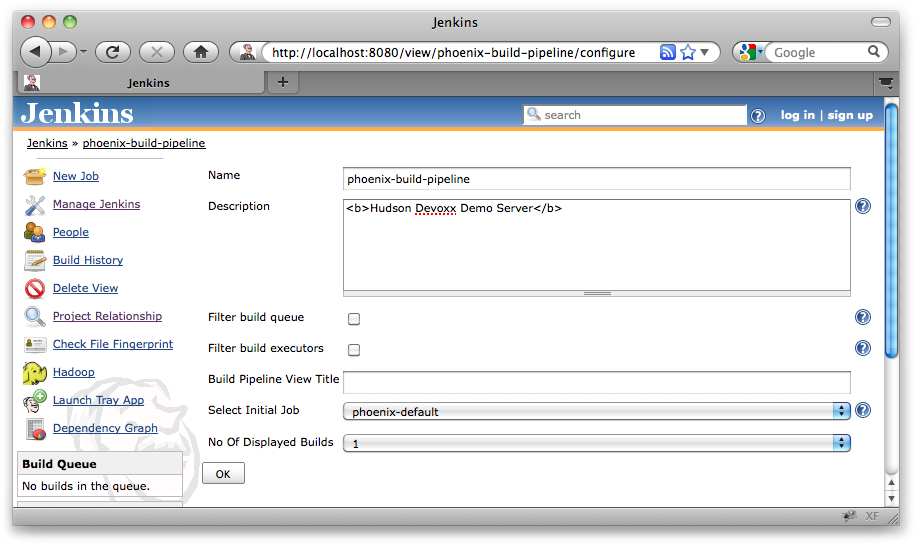 Jenkins
http://localhost:8080/view/phoenix-build-pipeline/configure
Google
Jenkins
Jenkins
search
log in | sign up
Jenkins » phoenix-build-pipeline
New Job
Manage Jenkins
People
Build History
Delete View
Project Relationship
Check File Fingerprint
Hadoop
Launch Tray App
Dependency Graph
Build Queue
No builds in the queue.
Name
phoenix-build-pipeline
Description
<b>Hudson Devoxx Demo Server</b>
Filter build queue
Filter build executors
Build Pipeline View Title
Select Initial Job
phoenix-default
No Of Displayed Builds
1
OK
XF